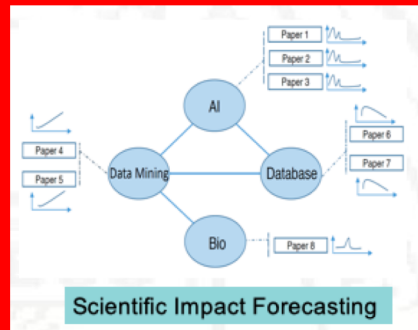 Paper 1
Paper 2
Paper 3
AI
Paper 4
Paper 5
Data Mining
Database
Paper 6
Paper 7
Bio
Paper 8
Scientific Impact Forecasting